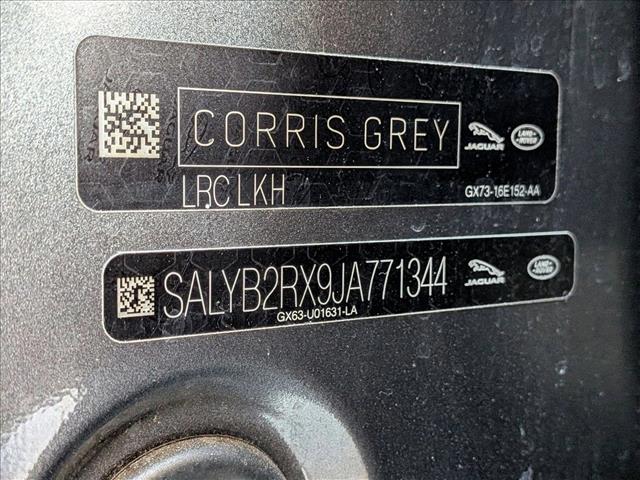 CORRIS GREY
JAGUAR
LAND-
ROVER
LRC LKH
GX73-16E152-AA
SALYB2RX9JA771344
GX63-U01631-LA
JAGUAR
LAND-
ROVER